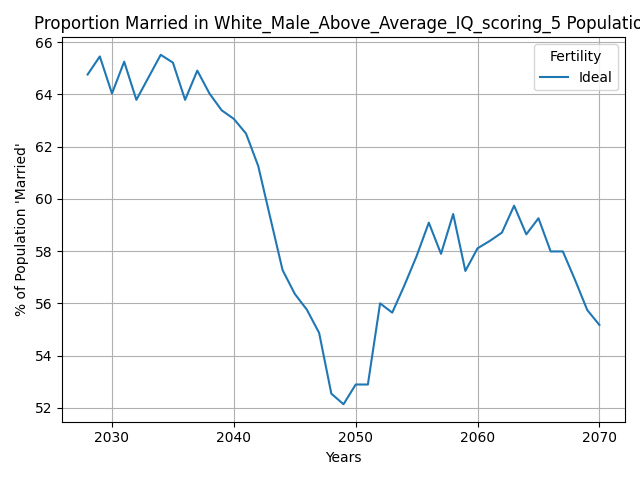 Proportion Married in White_Male_Above_Average_IQ_scoring_5 Populatio
Fertility
Ideal
% of Population 'Married'
66
64
62
60
58
56
54
52
2030 2040 2050 2060 2070
Years